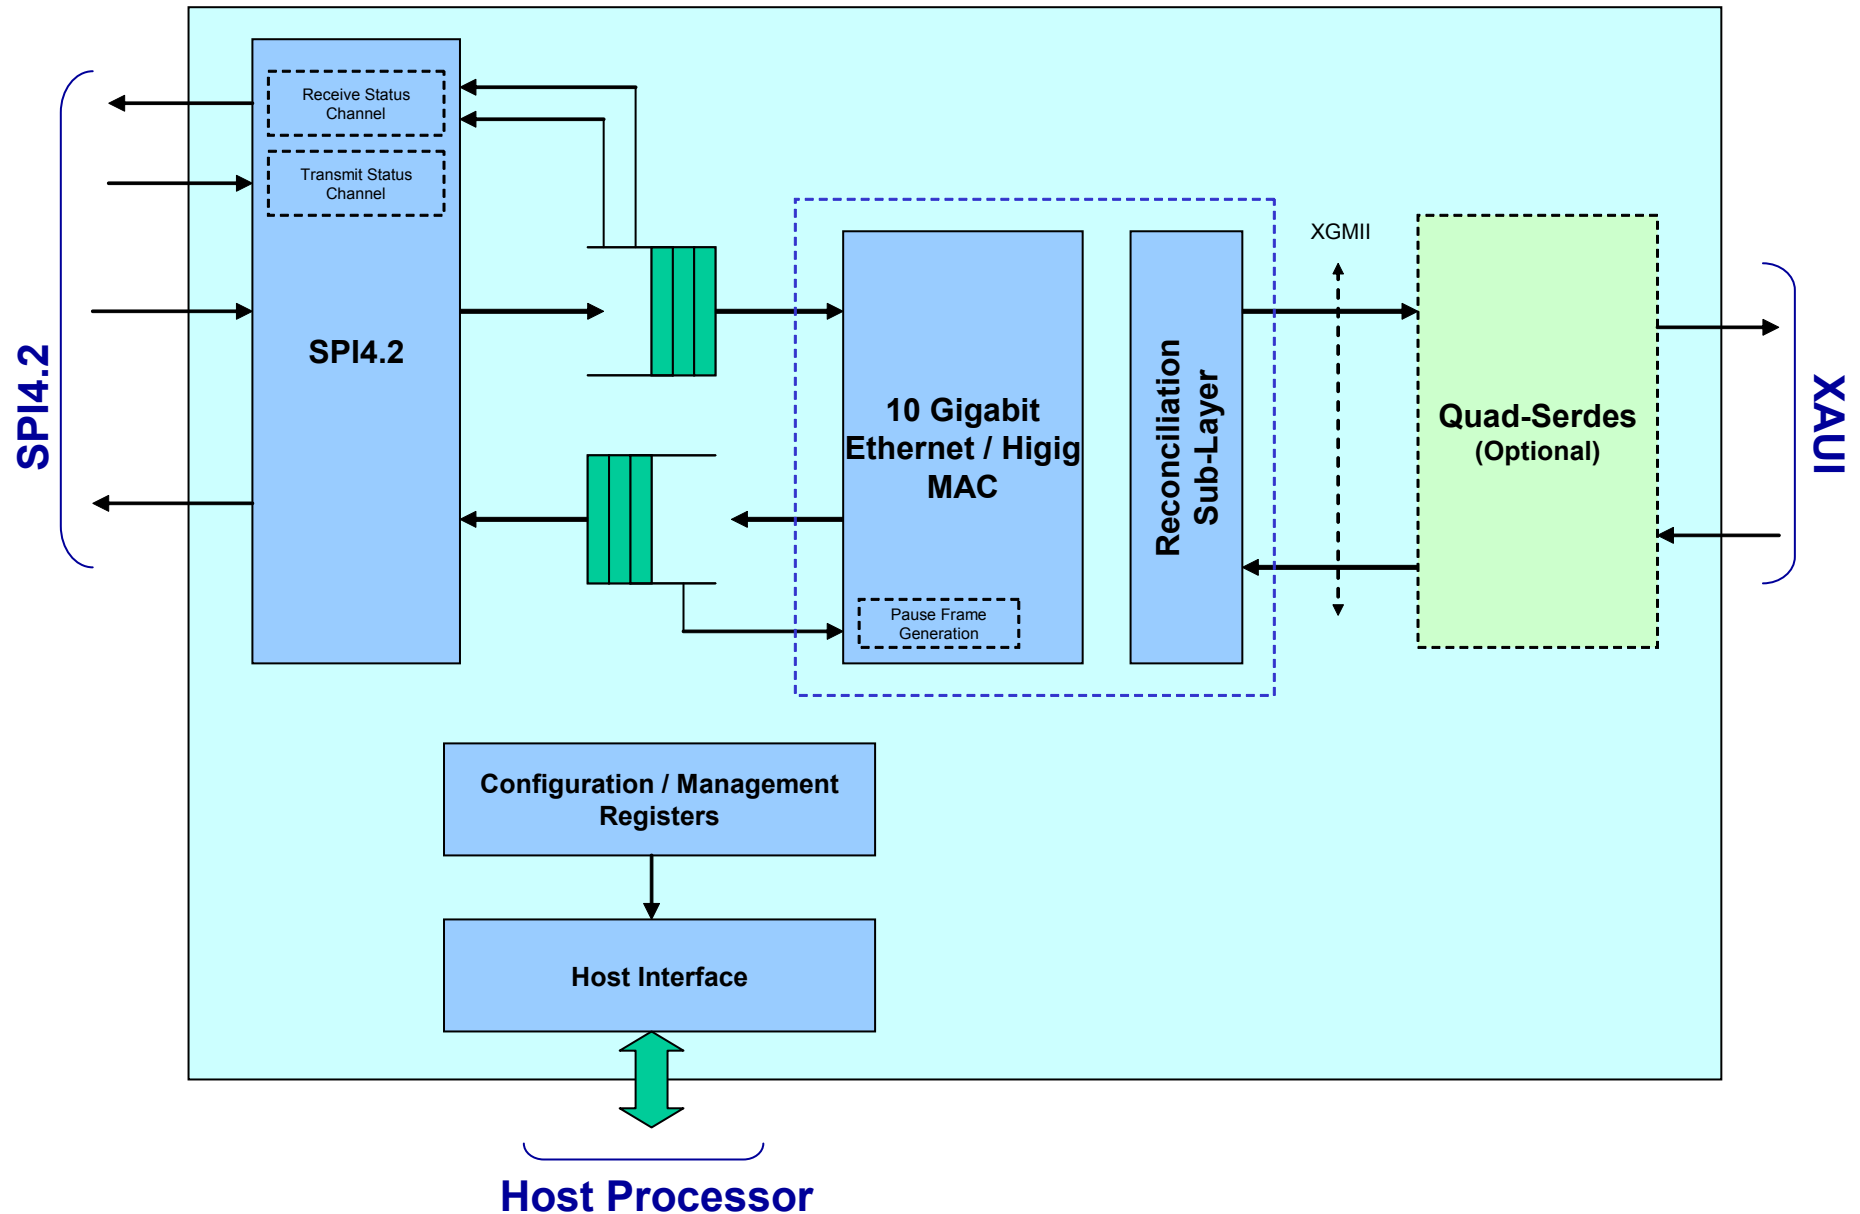 Receive Status
Channel
Transmit Status
Channel
SPI4.2
SPI4.2
10 Gigabit
Ethernet / Higig
MAC
Pause Frame
Generation
Reconciliation
Sub-Layer
XGMII
Quad-Serdes
(Optional)
XAUI
Configuration / Management
Registers
Host Interface
Host Processor